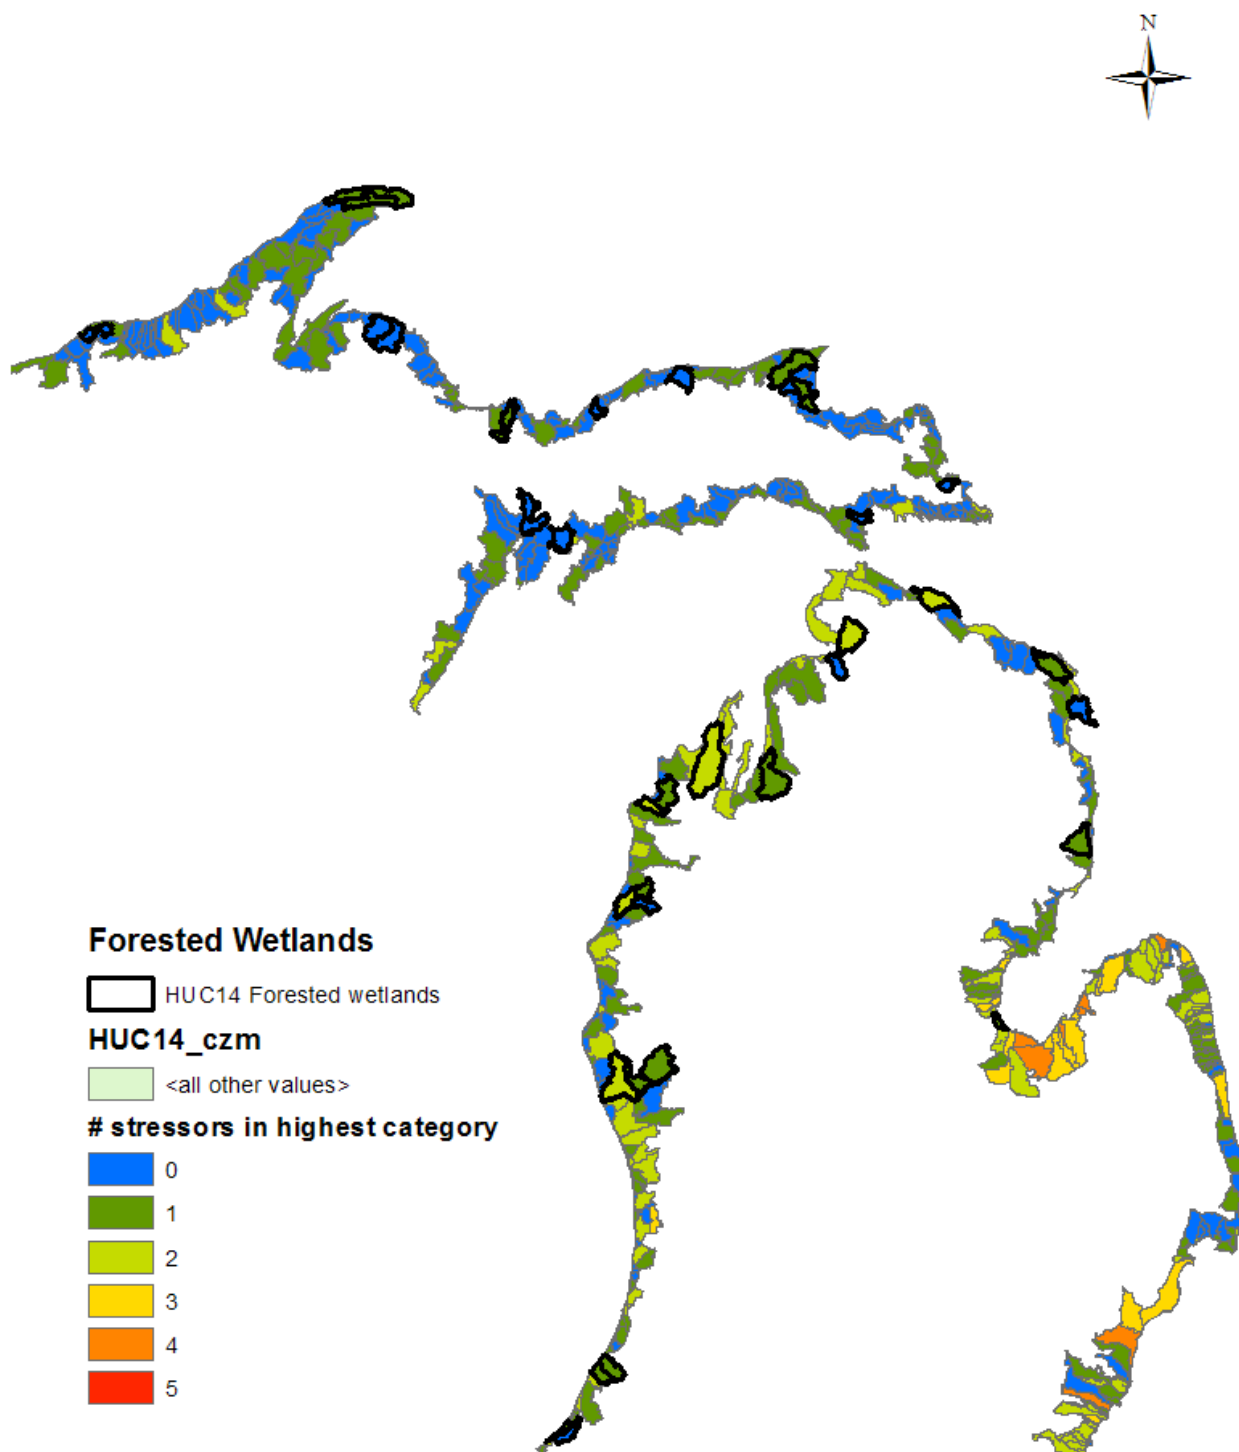 N
Forested Wetlands
HUC14 Forested wetlands
HUC14_czm
<all other values>
# stressors in highest category
0
1
2
3
4
5